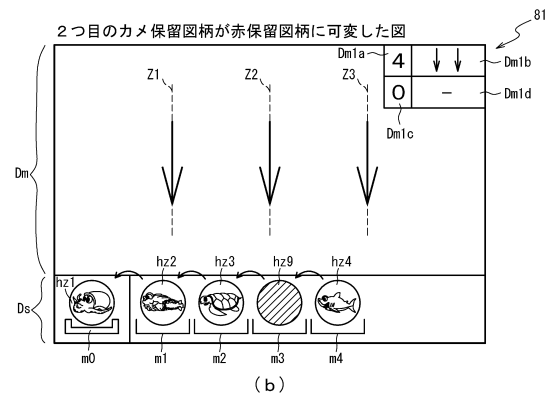 81
2つ目のカメ保留図柄が赤保留図柄に可変した図
Dm1a
Z1 Z2 Z3
4 ↓↓ Dm1b
0 − Dm1d
Dm1c
Dm
hz1 hz2 hz3 hz9 hz4
Ds
m0 m1 m2 m3 m4
(b)